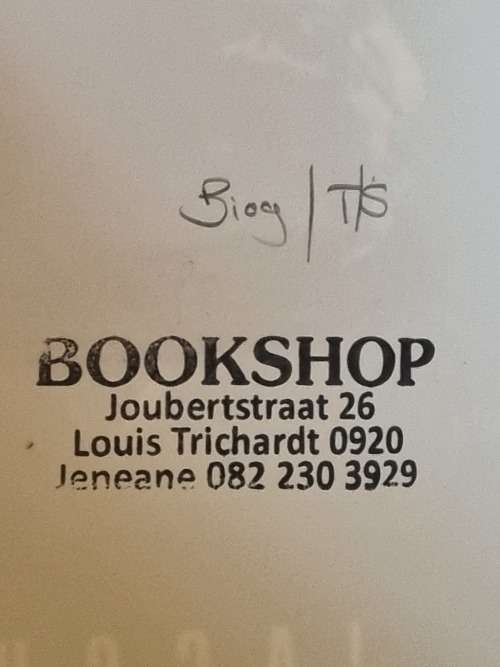 Biog | T/S
BOOKSHOP
Joubertstraat 26
Louis Trichardt 0920
Jeneane 082 230 3929